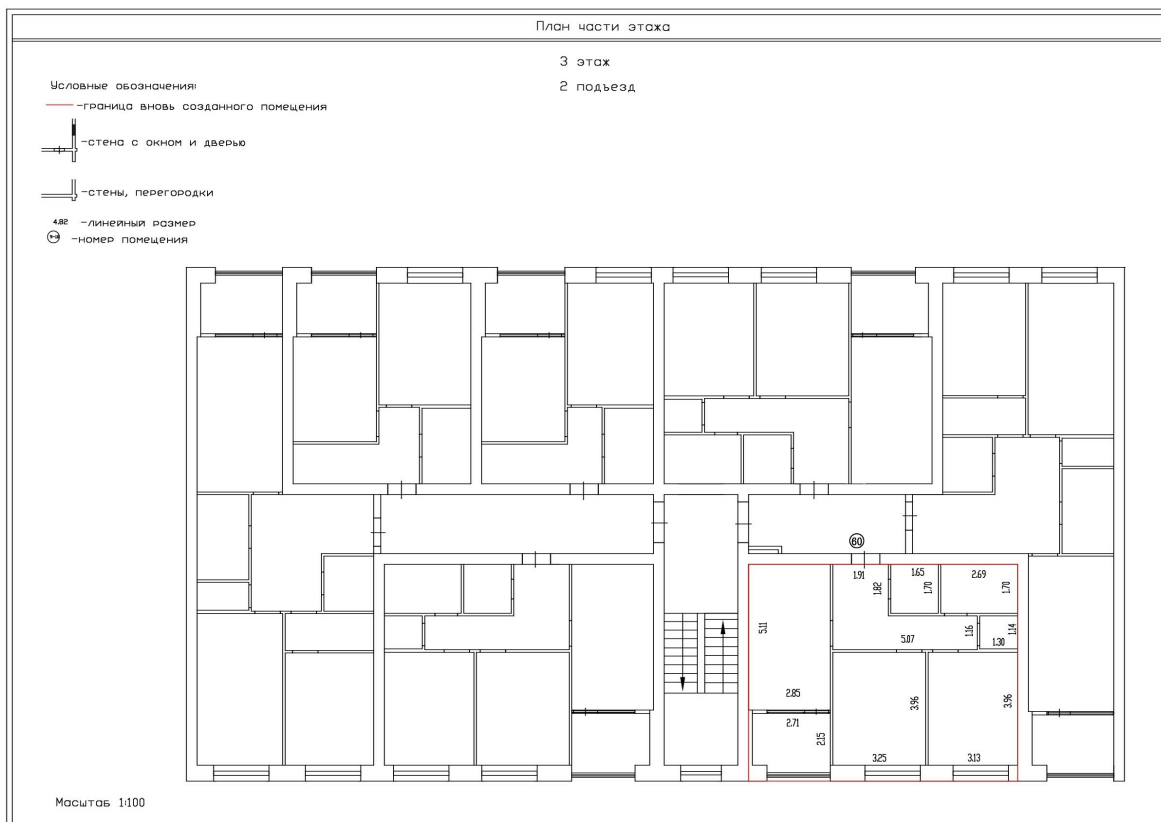 План части этажа
3 этаж
2 подъезд
Условные обозначения:
-граница вновь созданного помещения
-стена с окном и дверью
-стены, перегородки
4.82 -линейный размер
-номер помещения
60
1.91
1.65
2.69
1.82
1.70
1.70
5.11
5.07
1.16
1.14
1.30
2.85
3.96
3.96
2.71
2.15
3.25
3.13
Масштаб 1:100